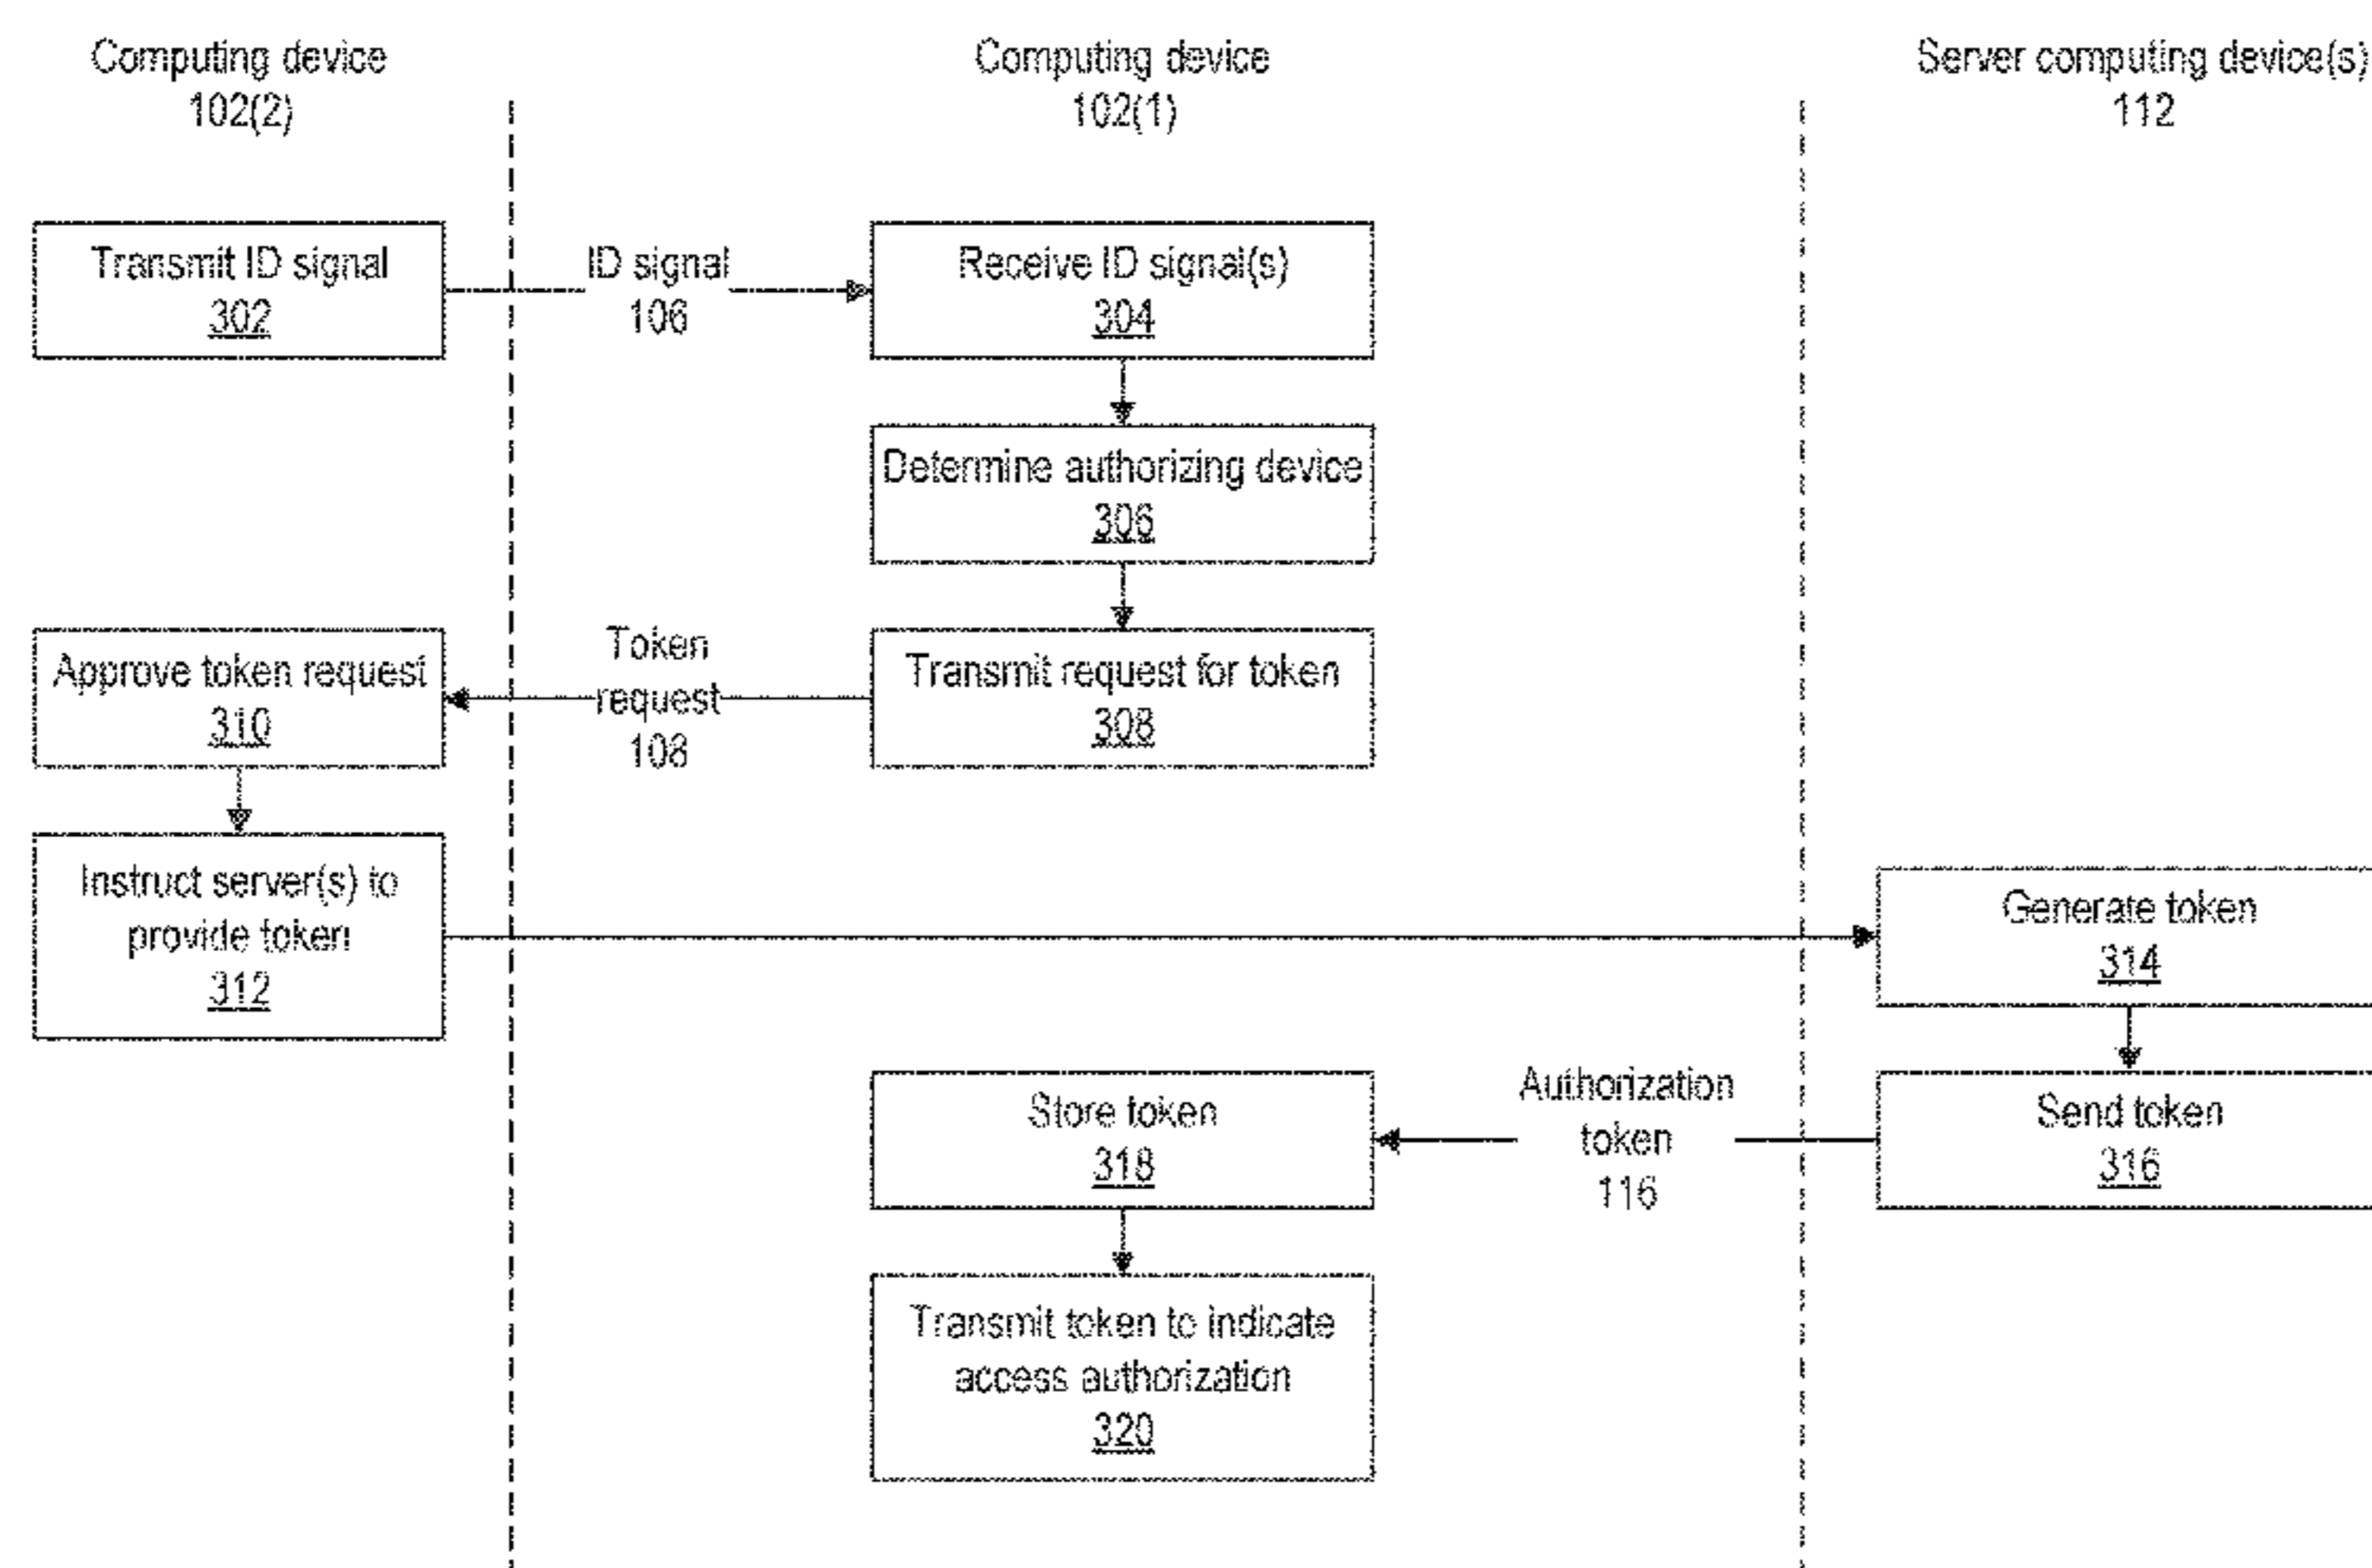 Computing device
102(2)
Computing device
102(1)
Server computing device(s)
112
Transmit ID signal
302
ID signal
106
Receive ID signal(s)
304
Determine authorizing device
306
Approve token request
310
Token
request
108
Transmit request for token
308
Instruct server(s) to
provide token
312
Generate token
314
Store token
318
Authorization
token
116
Send token
316
Transmit token to indicate
access authorization
320